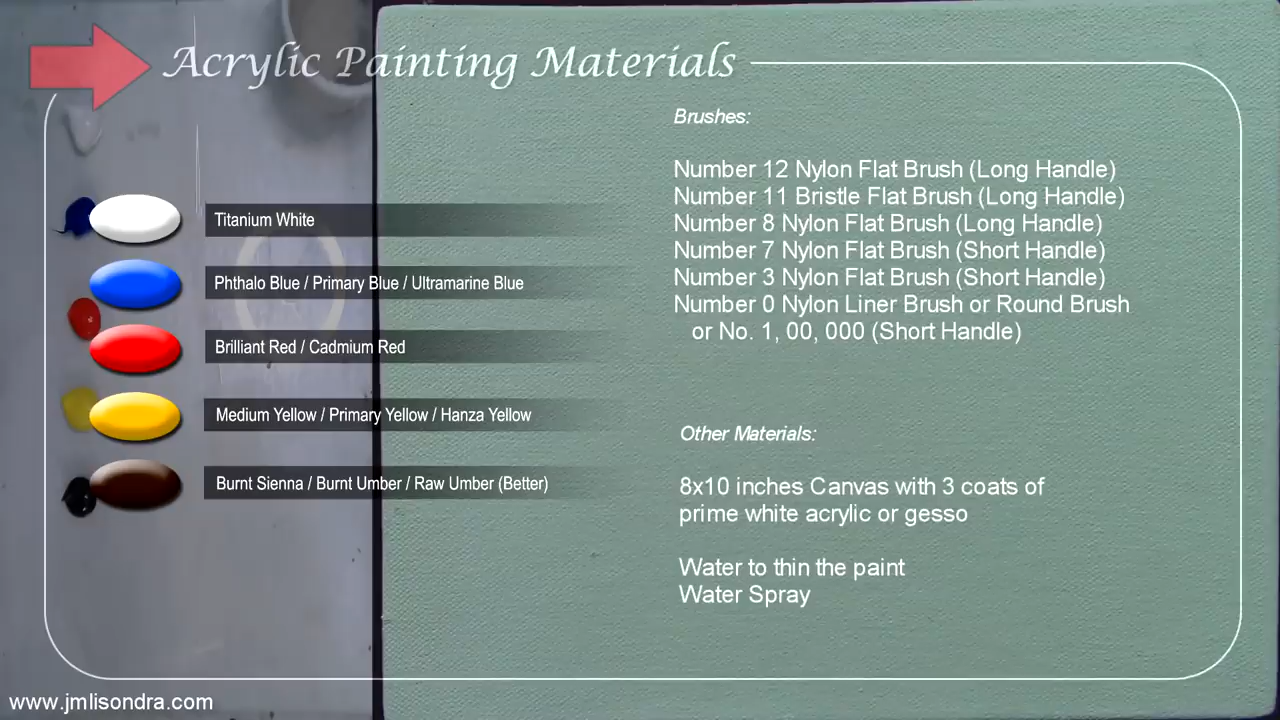 Acrylic Painting Materials
Titanium White
Phthalo Blue / Primary Blue / Ultramarine Blue
Brilliant Red / Cadmium Red
Medium Yellow / Primary Yellow / Hanza Yellow
Burnt Sienna / Burnt Umber / Raw Umber (Better)
Brushes:
Number 12 Nylon Flat Brush (Long Handle)
Number 11 Bristle Flat Brush (Long Handle)
Number 8 Nylon Flat Brush (Long Handle)
Number 7 Nylon Flat Brush (Short Handle)
Number 3 Nylon Flat Brush (Short Handle)
Number 0 Nylon Liner Brush or Round Brush
or No. 1, 00, 000 (Short Handle)
Other Materials:
8x10 inches Canvas with 3 coats of
prime white acrylic or gesso
Water to thin the paint
Water Spray
www.jmlisondra.com